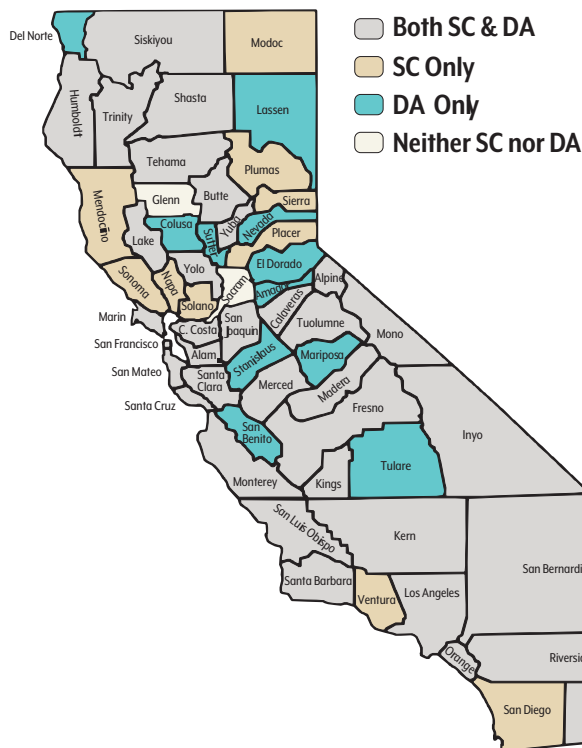 Both SC & DA
SC Only
DA Only
Neither SC nor DA
Del Norte
Siskiyou
Modoc
Humboldt
Trinity
Shasta
Lassen
Tehama
Plumas
Mendocino
Glenn
Butte
Sierra
Colusa
Sutter
Yuba
Nevada
Lake
Placer
Sonoma
Napa
Yolo
El Dorado
Solano
Sacram
Amador
Alpine
Marin
C. Costa
San
Joaquin
Calaveras
Tuolumne
Mono
San Francisco
Alam.
Stanislaus
Mariposa
San Mateo
Santa
Clara
Merced
Madera
Santa Cruz
Fresno
Inyo
San
Benito
Monterey
Kings
Tulare
San Luis Obispo
Kern
San Bernardi
Santa Barbara
Ventura
Los Angeles
Orange
Riversid
San Diego